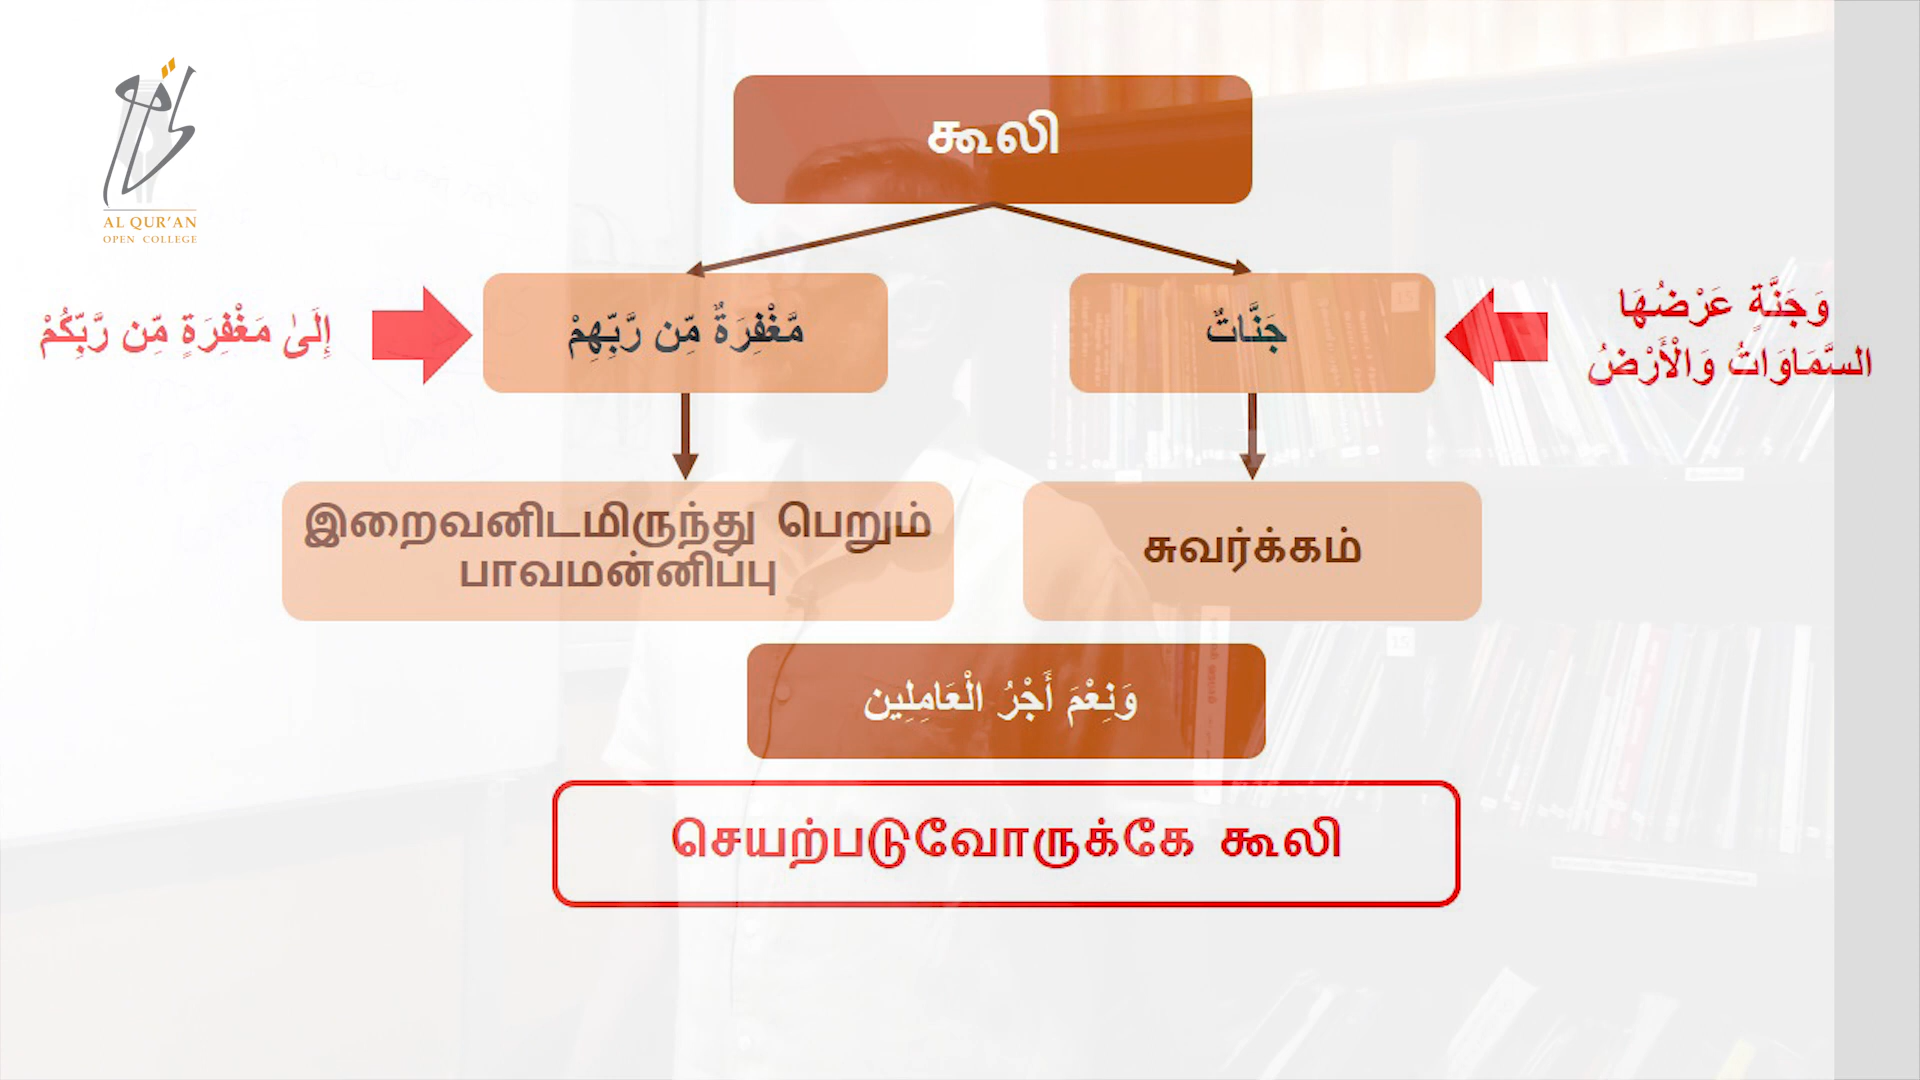 AL QUR'AN
OPEN COLLEGE
கூலி
إِلَىٰ مَغْفِرَةٍ مِّن رَّبِّكُمْ
مَّغْفِرَةٌ مِّن رَّبِّهِمْ
جَنَّاتٌ
وَجَنَّةٍ عَرْضُهَا
السَّمَاوَاتُ وَالْأَرْضُ
இறைவனிடமிருந்து பெறும்
பாவமன்னிப்பு
சுவர்க்கம்
وَنِعْمَ أَجْرُ الْعَامِلِين
செயற்படுவோருக்கே கூலி